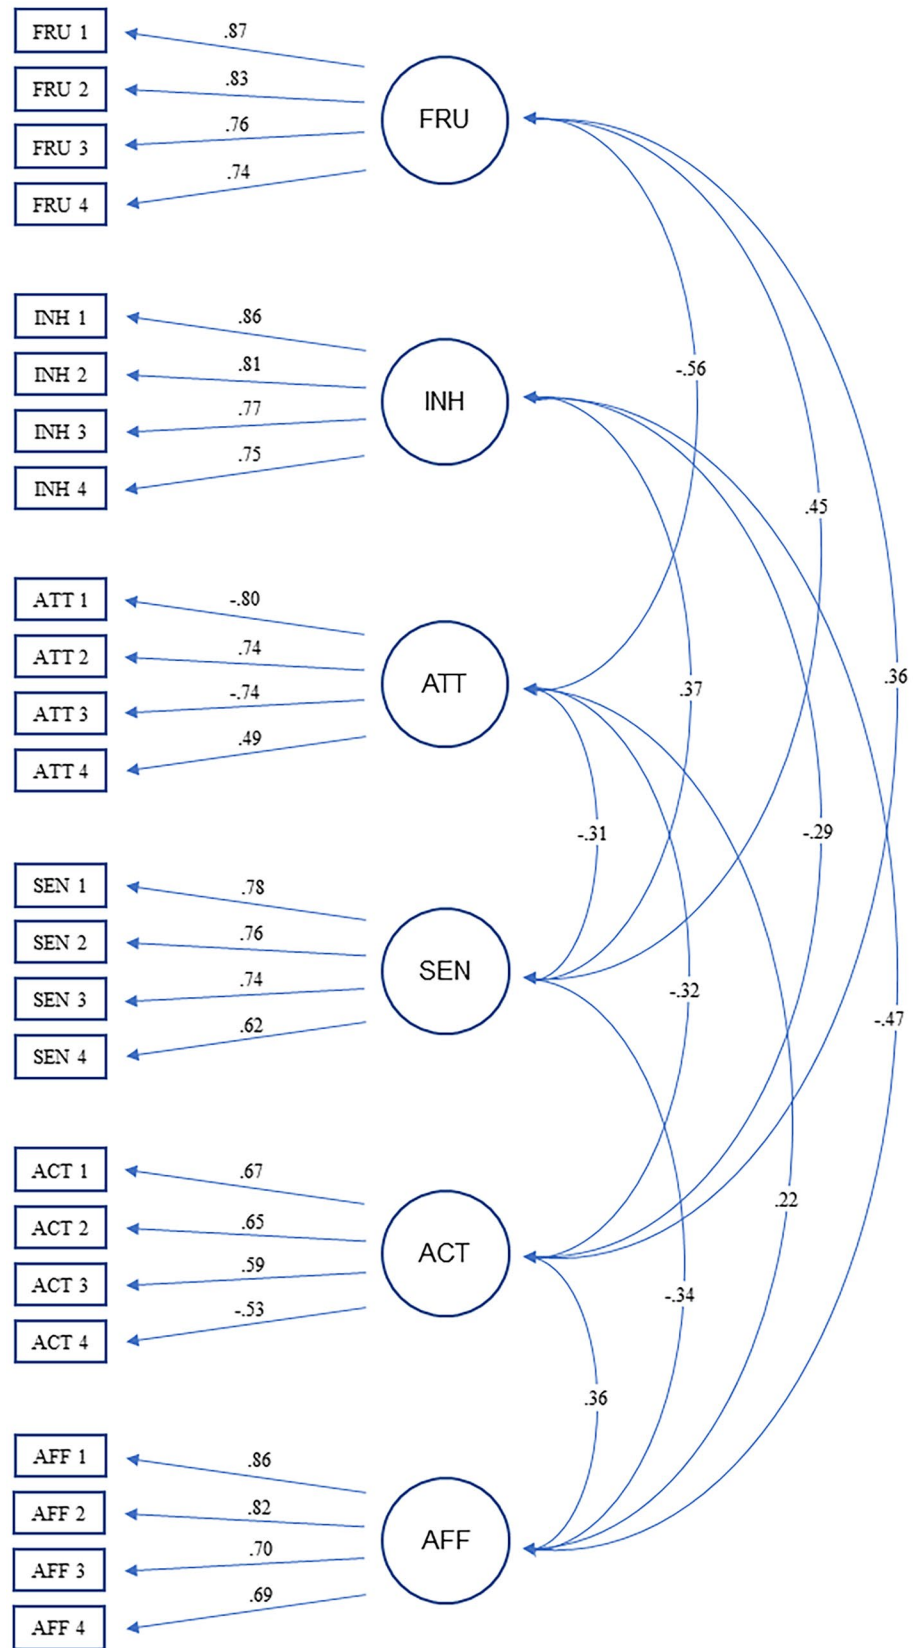 FRU 1
.87
FRU 2
.83
FRU 3
.76
FRU 4
.74
FRU
INH 1
.86
INH 2
.81
INH 3
.77
INH 4
.75
INH
-.56
.45
ATT 1
-.80
ATT 2
.74
ATT 3
-.74
ATT 4
.49
ATT
.37
.36
-.31
-.29
SEN 1
.78
SEN 2
.76
SEN 3
.74
SEN 4
.62
SEN
-.32
-.47
ACT 1
.67
ACT 2
.65
ACT 3
.59
ACT 4
-.53
ACT
.22
-.34
.36
AFF 1
.86
AFF 2
.82
AFF 3
.70
AFF 4
.69
AFF